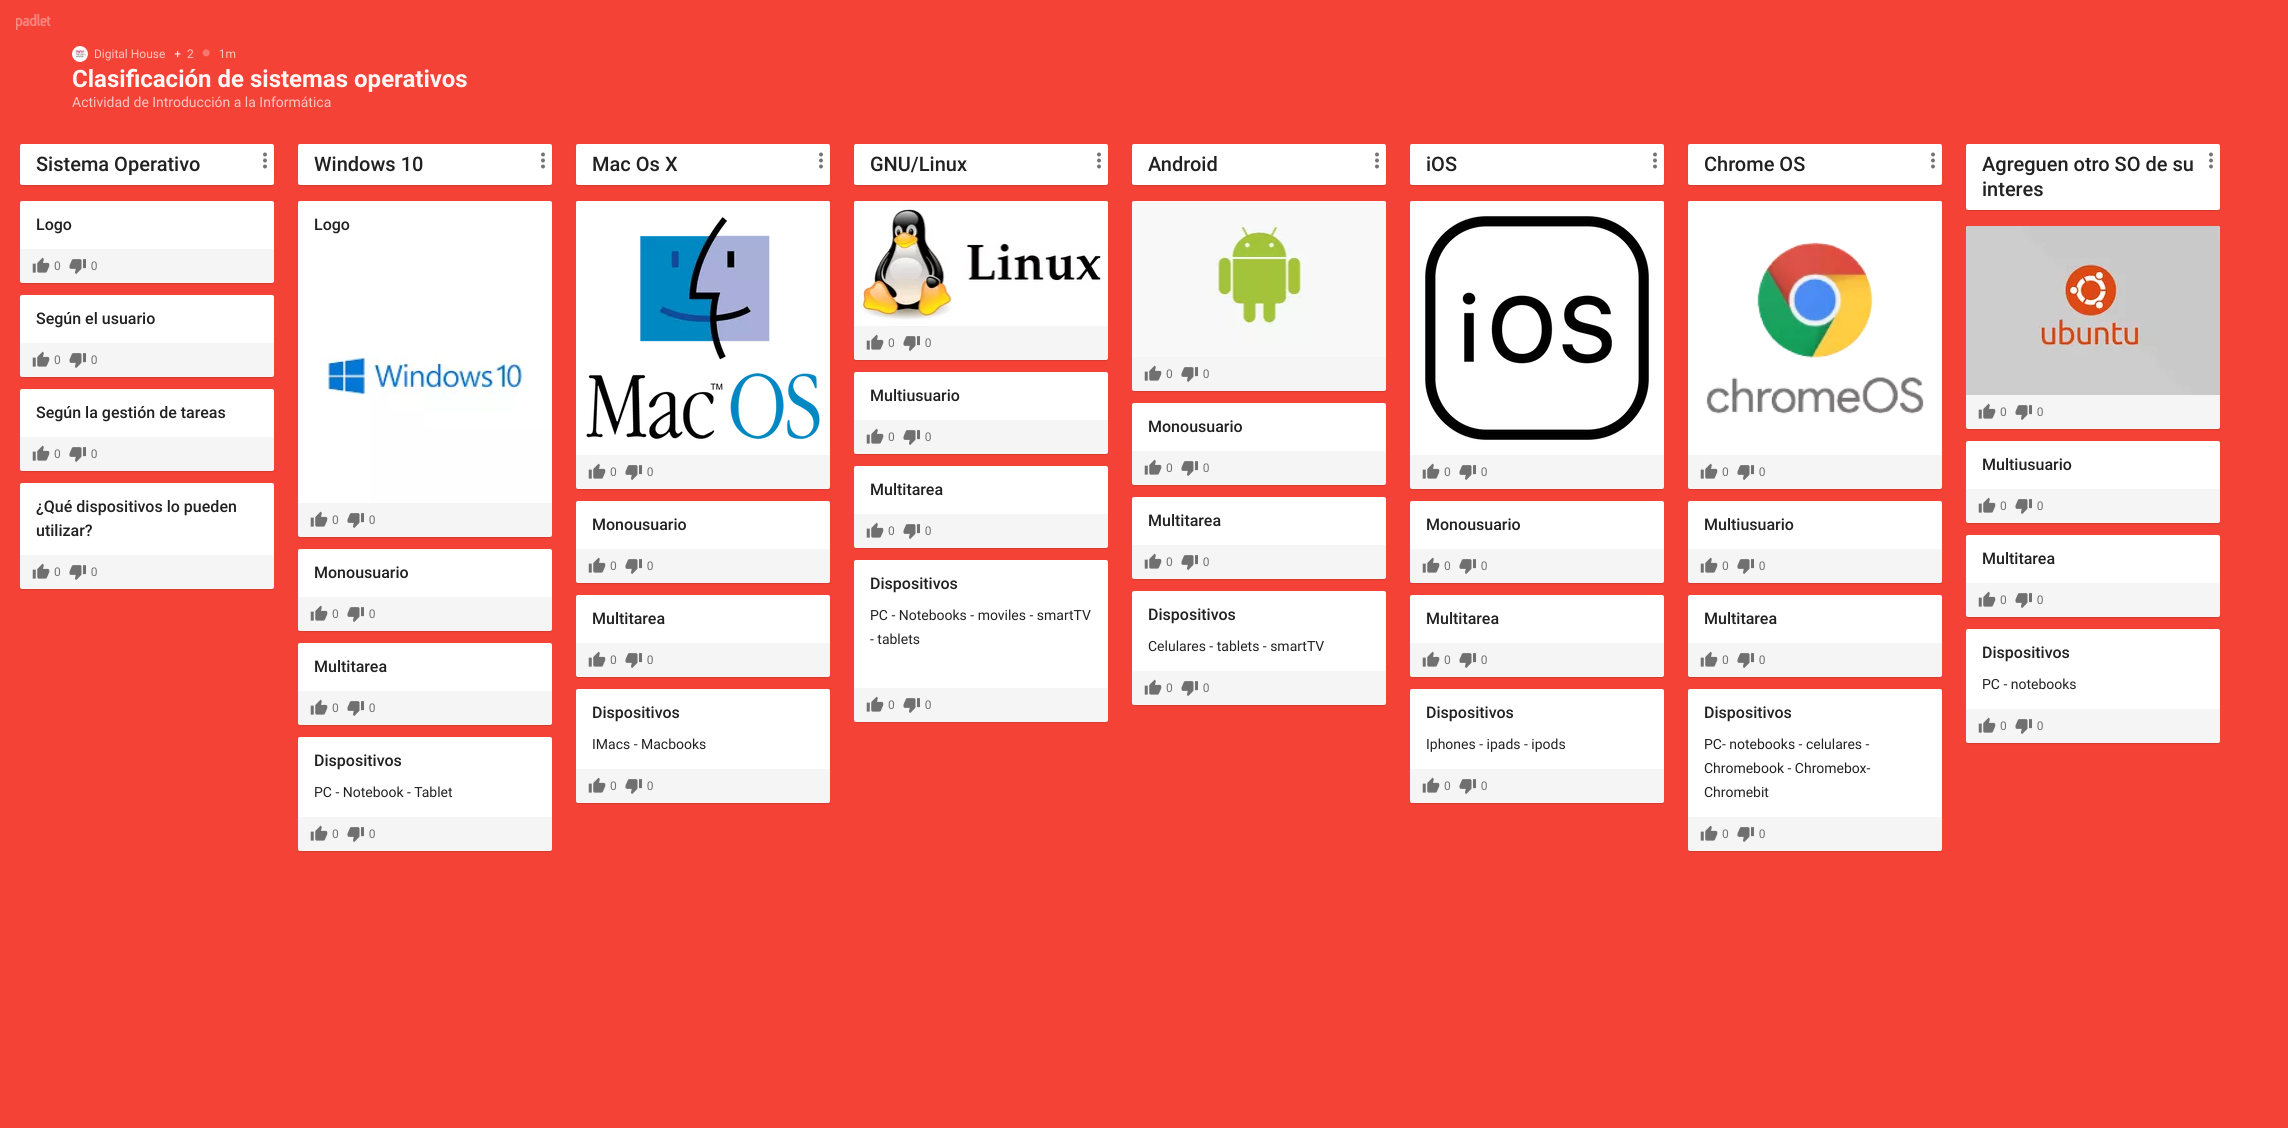 padlet
Digital House + 2 1m
Clasificación de sistemas operativos
Actividad de Introducción a la Informática
Sistema Operativo
Logo
0 0
Según el usuario
0 0
Según la gestión de tareas
0 0
¿Qué dispositivos lo pueden
utilizar?
0 0
Windows 10
Logo
Windows 10
0 0
Monousuario
0 0
Multitarea
0 0
Dispositivos
PC - Notebook - Tablet
0 0
Mac Os X
Mac™ OS
0 0
Monousuario
0 0
Multitarea
0 0
Dispositivos
IMacs - Macbooks
0 0
GNU/Linux
Linux
0 0
Multiusuario
0 0
Multitarea
0 0
Dispositivos
PC - Notebooks - moviles - smartTV
- tablets
0 0
Android
0 0
Monousuario
0 0
Multitarea
0 0
Dispositivos
Celulares - tablets - smartTV
0 0
iOS
iOS
0 0
Monousuario
0 0
Multitarea
0 0
Dispositivos
Iphones - ipads - ipods
0 0
Chrome OS
chromeOS
0 0
Multiusuario
0 0
Multitarea
0 0
Dispositivos
PC- notebooks - celulares -
Chromebook - Chromebox-
Chromebit
0 0
Agreguen otro SO de su
interes
ubuntu
0 0
Multiusuario
0 0
Multitarea
0 0
Dispositivos
PC - notebooks
0 0